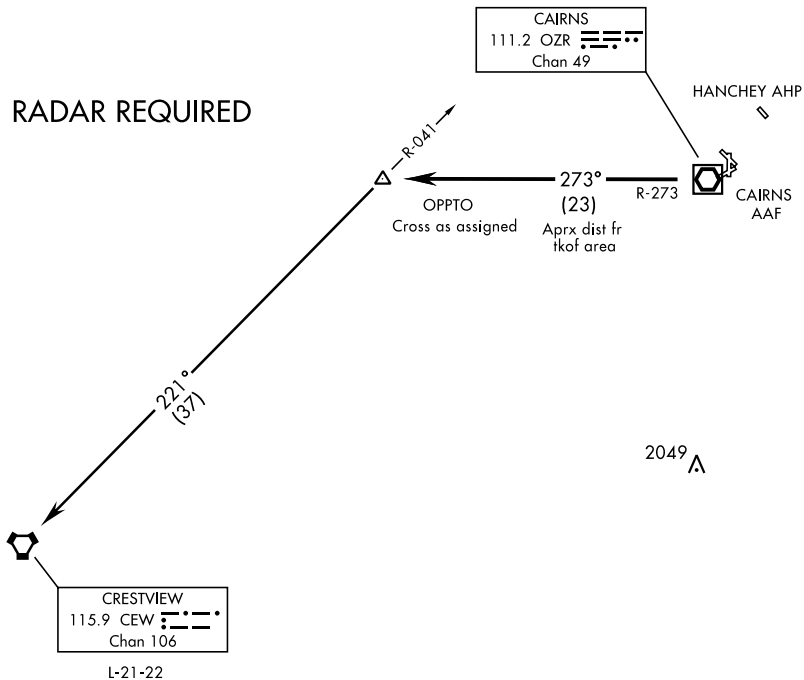 CAIRNS
111.2 OZR
Chan 49
RADAR REQUIRED
HANCHEY AHP
R-041
273°
R-273
CAIRNS
AAF
OPPTO
Cross as assigned
(23)
Aprx dist fr
tkof area
221°
(37)
2049
CRESTVIEW
115.9 CEW
Chan 106
L-21-22